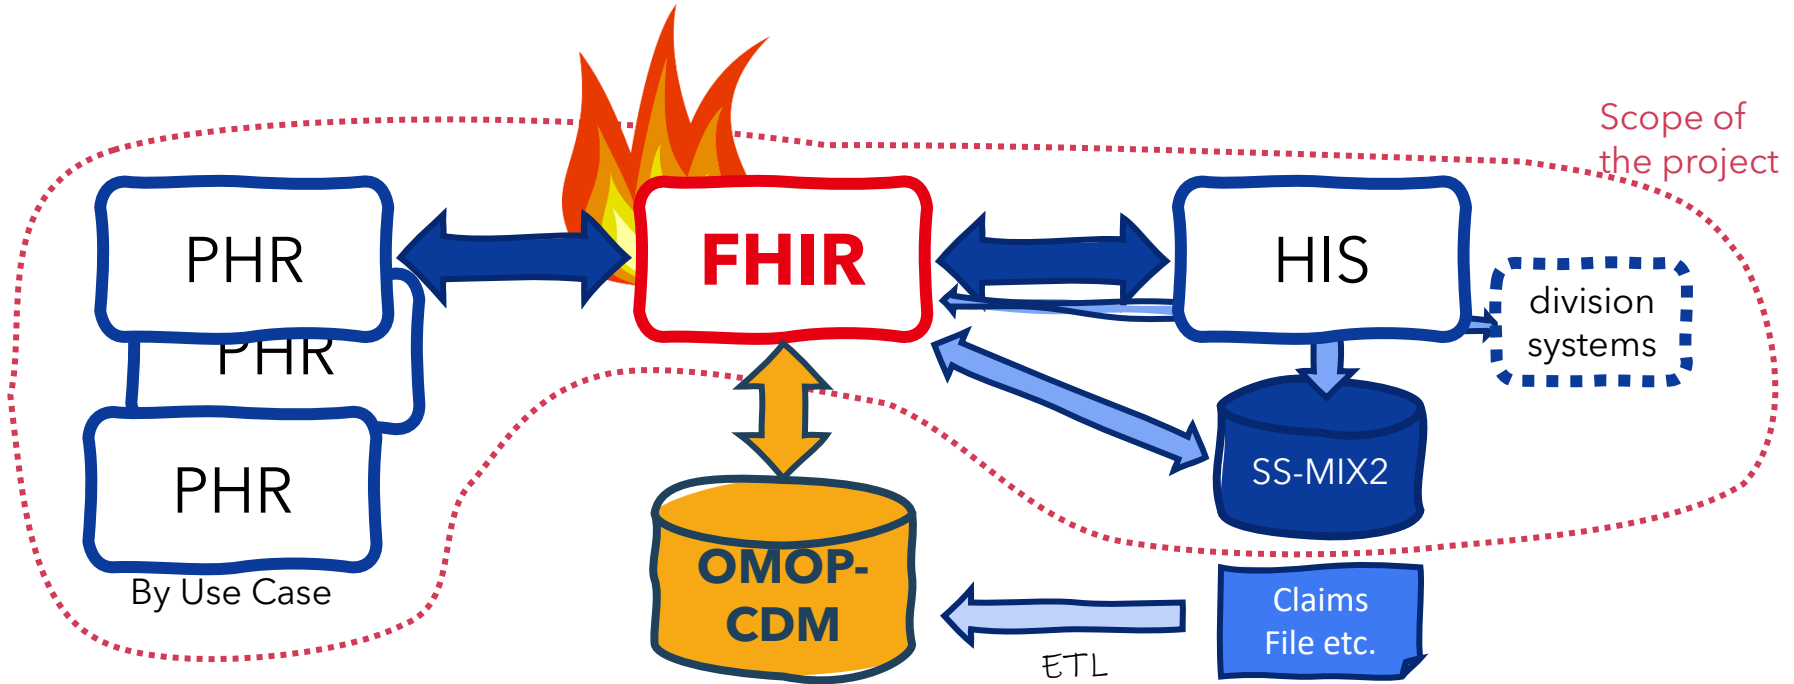 Scope of
the project
PHR
FHIR
HIS
division
systems
PHR
PHR
SS-MIX2
By Use Case
OMOP-
CDM
Claims
File etc.
ETL